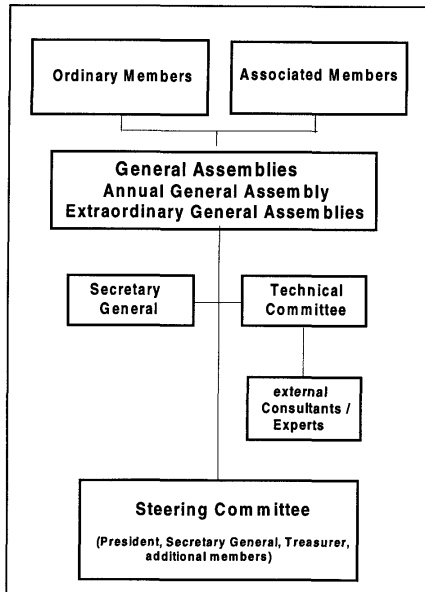 Ordinary Members
Associated Members
General Assemblies
Annual General Assembly
Extraordinary General Assemblies
Secretary
General
Technical
Committee
external
Consultants /
Experts
Steering Committee
(President, Secretary General, Treasurer,
additional members)